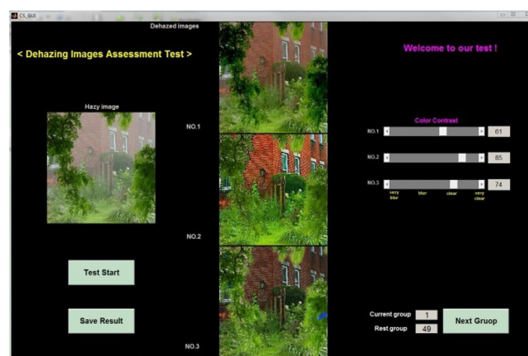 CS_GUI
Dehazed images
< Dehazing Images Assessment Test >
Welcome to our test !
Hazy image
NO.1
Color Contrast
NO.1
61
NO.2
85
NO.3
74
very blur
blur
clear
very clear
NO.2
Test Start
Save Result
Current group
1
Rest group
49
Next Gruop
NO.3